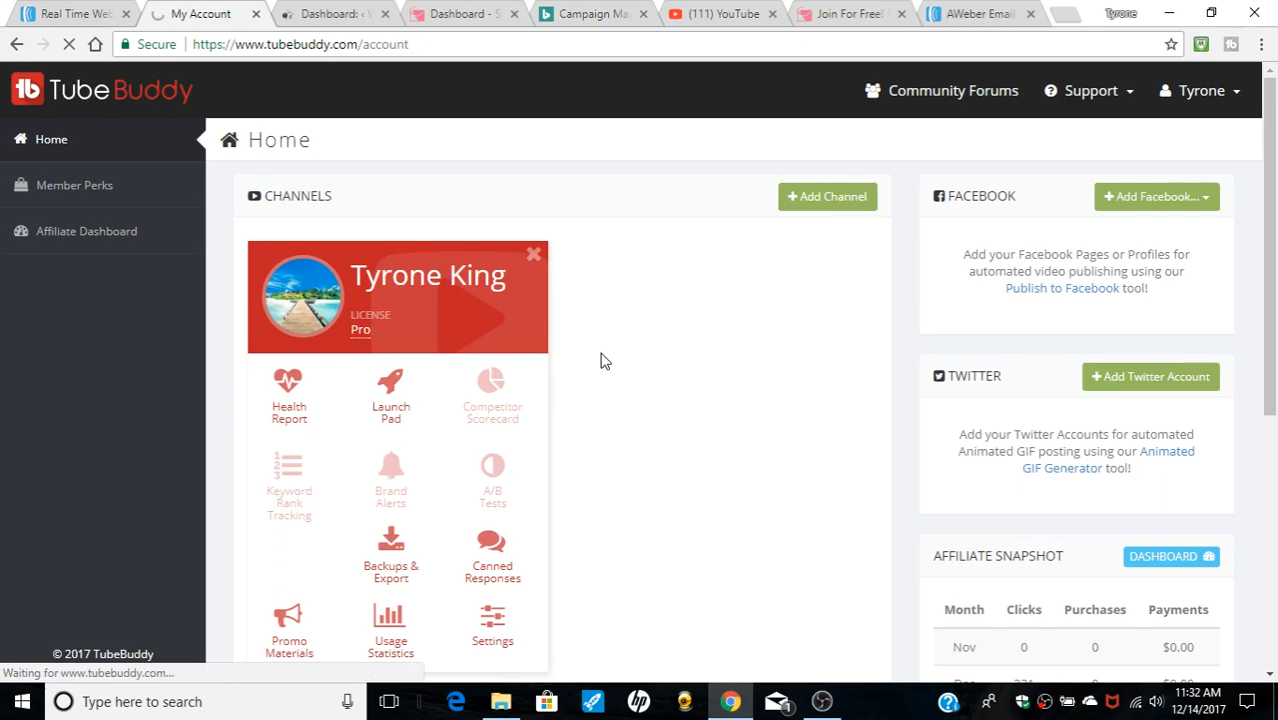 Real Time Web
My Account
Dashboard: ‹ V
Dashboard - S
Campaign Ma
(111) YouTube
Join For Free!
AWeber Email
Tyrone
Secure
https://www.tubebuddy.com/account
TubeBuddy
Community Forums
Support
Tyrone
Home
Member Perks
Affiliate Dashboard
Home
CHANNELS
+ Add Channel
Tyrone King
LICENSE
Pro
Health
Report
Launch
Pad
Competitor
Scorecard
Keyword
Rank
Tracking
Brand
Alerts
A/B
Tests
Backups &
Export
Canned
Responses
Promo
Materials
Usage
Statistics
Settings
FACEBOOK
+ Add Facebook...
Add your Facebook Pages or Profiles for
automated video publishing using our
Publish to Facebook tool!
TWITTER
+ Add Twitter Account
Add your Twitter Accounts for automated
Animated GIF posting using our Animated
GIF Generator tool!
AFFILIATE SNAPSHOT
DASHBOARD
Month Clicks Purchases Payments
Nov 0 0 $0.00
© 2017 TubeBuddy
Waiting for www.tubebuddy.com...
Type here to search
11:32 AM
12/14/2017